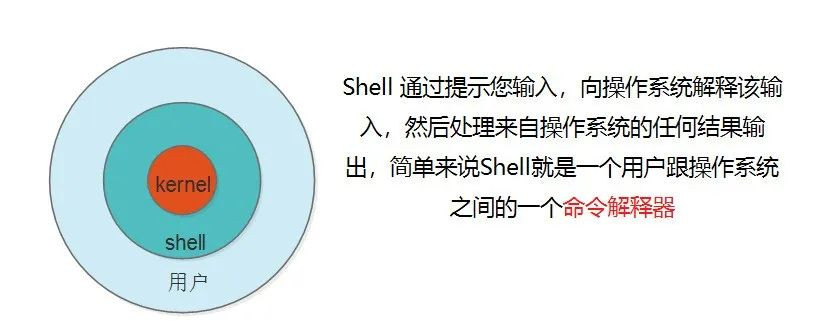 kernel
shell
用户
Shell 通过提示您输入，向操作系统解释该输
入，然后处理来自操作系统的任何结果输
出，简单来说Shell就是一个用户跟操作系统
之间的一个命令解释器